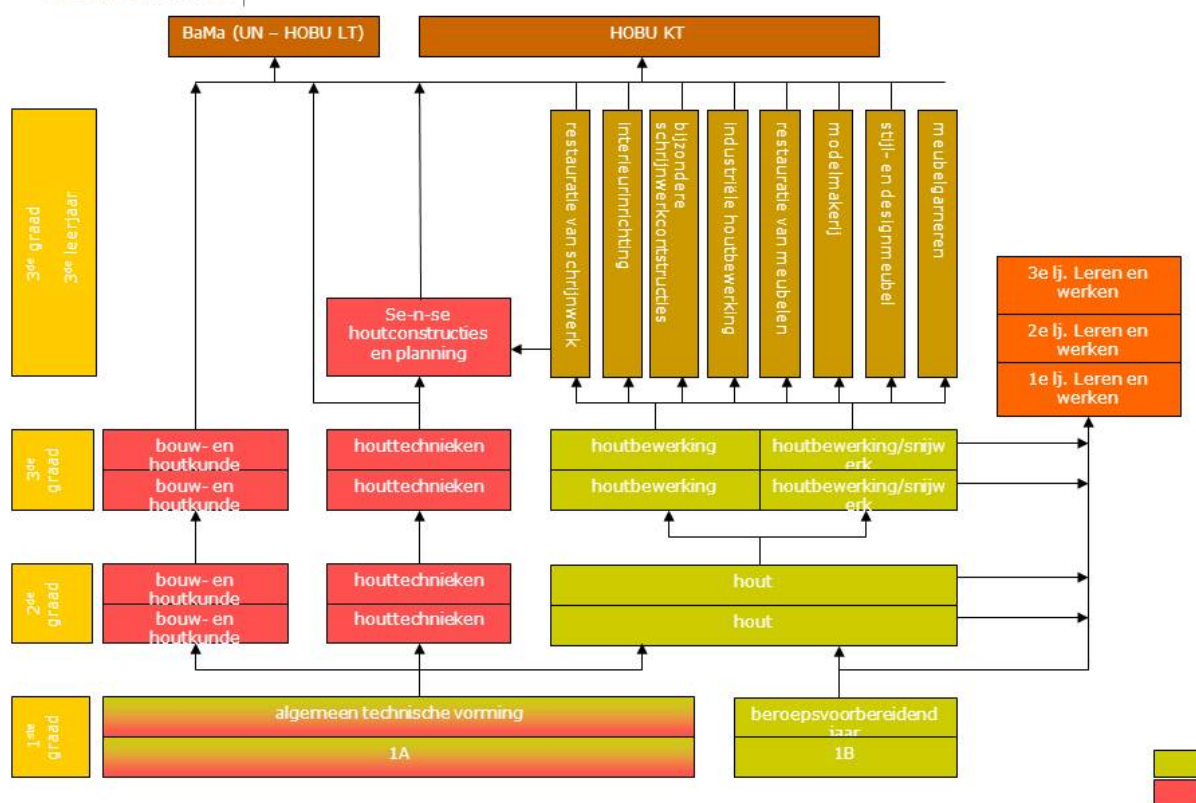 BaMa (UN – HOBU LT)
HOBU KT
3de graad
3de leerjaar
restauratie van schrijnwerk
interieurinrichting
bijzondere
schrijnwerkcontstructies
industriële houtbewerking
restauratie van meubelen
modelmakerij
stijl- en designmeubel
meubelgarneren
Se-n-se
houtconstructies
en planning
3e lj. Leren en
werken
2e lj. Leren en
werken
1e lj. Leren en
werken
3de
graad
bouw- en
houtkunde
bouw- en
houtkunde
houttechnieken
houttechnieken
houtbewerking
houtbewerking/snijw
erk
houtbewerking
houtbewerking/snijw
erk
2de
graad
bouw- en
houtkunde
bouw- en
houtkunde
houttechnieken
houttechnieken
hout
hout
1ste
graad
algemeen technische vorming
1A
beroepsvoorbereidend
jaar
1B